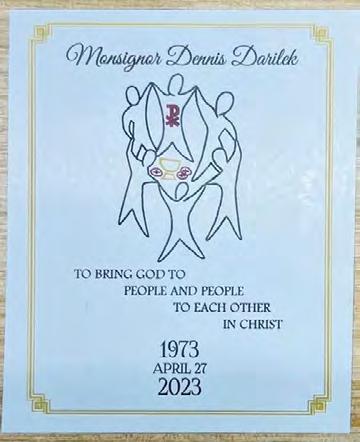 Monsignor Dennis Darilek
TO BRING GOD TO
PEOPLE AND PEOPLE
TO EACH OTHER
IN CHRIST
1973
APRIL 27
2023